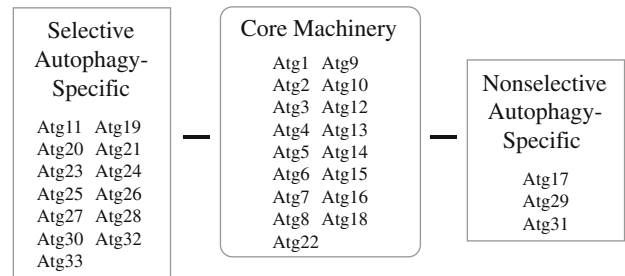 Selective
Autophagy-
Specific
Atg11 Atg19
Atg20 Atg21
Atg23 Atg24
Atg25 Atg26
Atg27 Atg28
Atg30 Atg32
Atg33
Core Machinery
Atg1 Atg9
Atg2 Atg10
Atg3 Atg12
Atg4 Atg13
Atg5 Atg14
Atg6 Atg15
Atg7 Atg16
Atg8 Atg18
Atg22
Nonselective
Autophagy-
Specific
Atg17
Atg29
Atg31